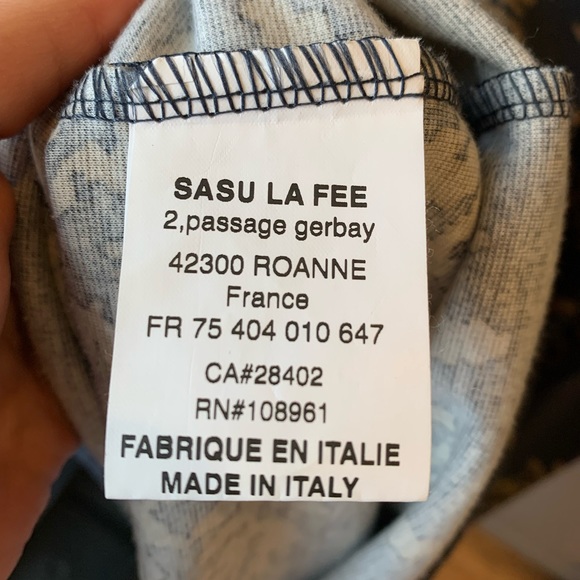 SASU LA FEE
2,passage gerbay
42300 ROANNE
France
FR 75 404 010 647
CA#28402
RN#108961
FABRIQUE EN ITALIE
MADE IN ITALY